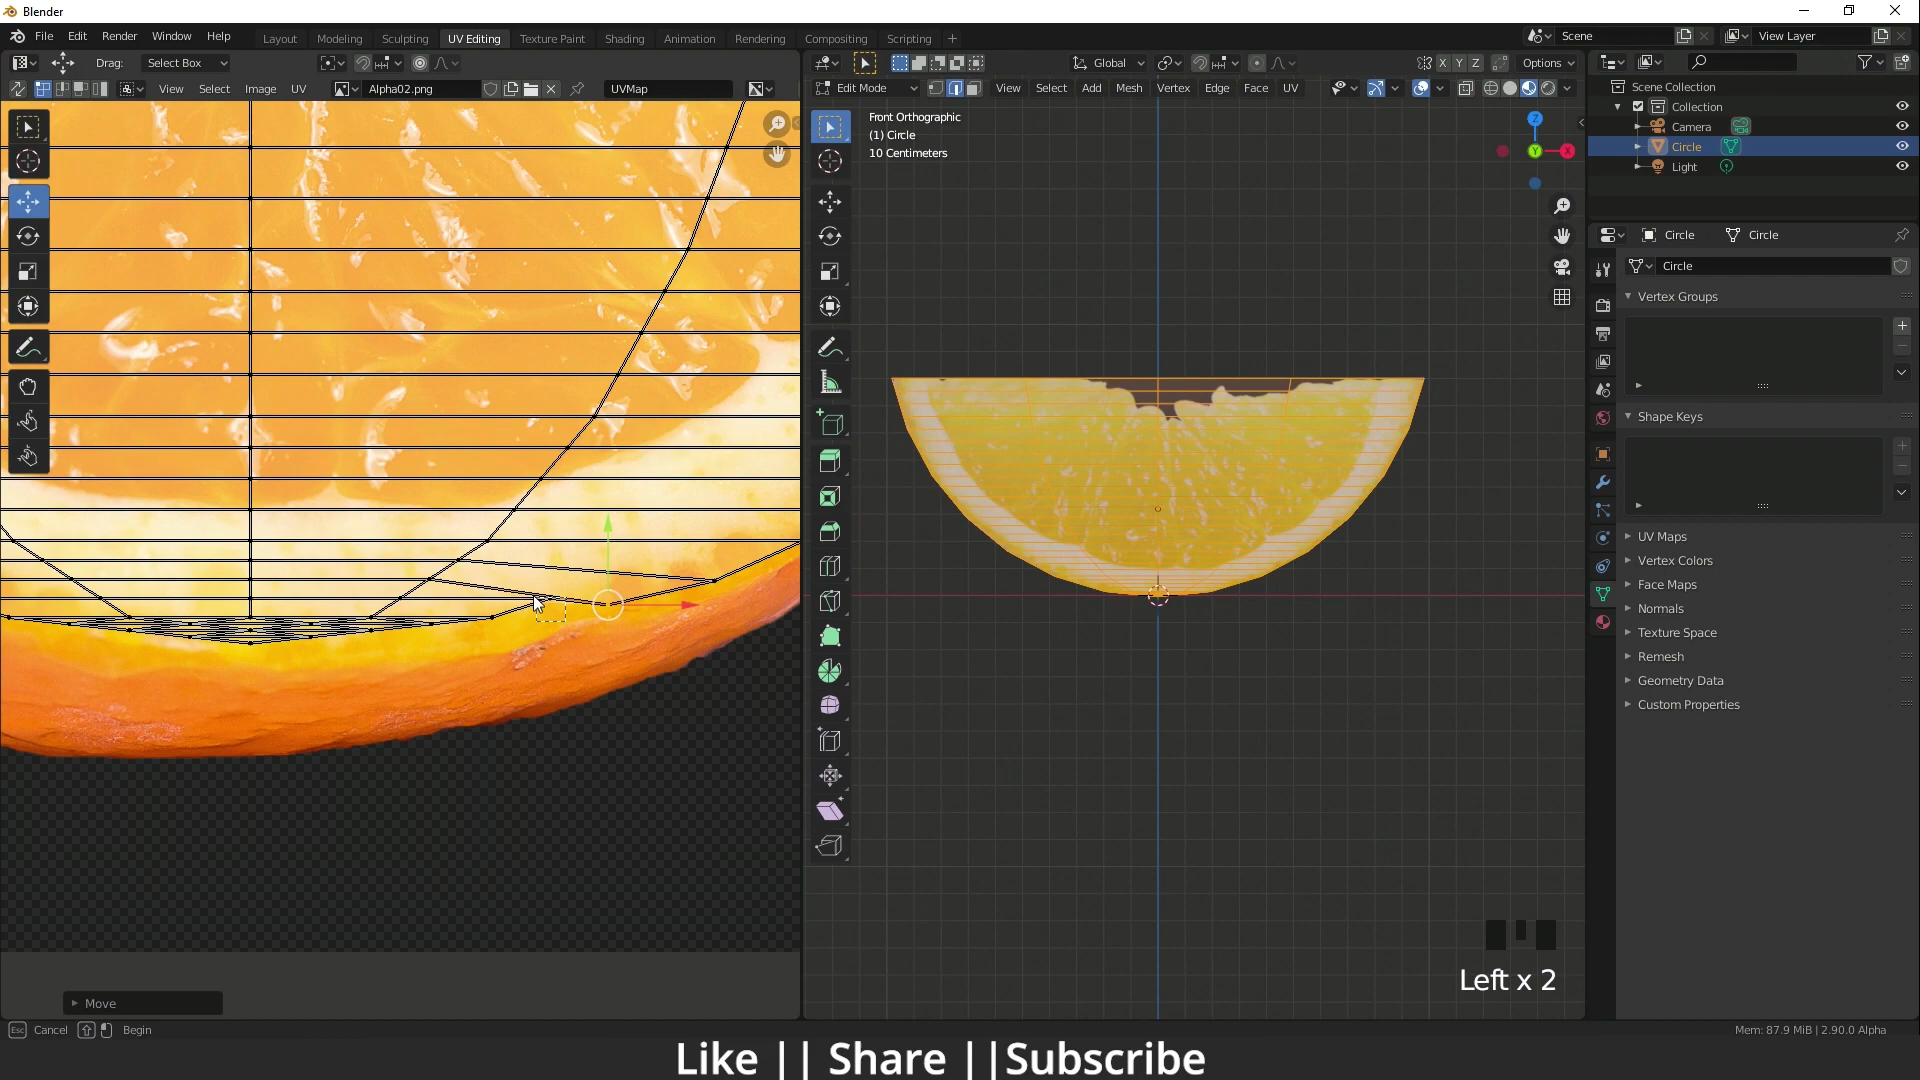 Blender
File Edit Render Window Help Layout Modeling Sculpting UV Editing Texture Paint Shading Animation Rendering Compositing Scripting + Scene View Layer
Drag: Select Box Global X Y Z Options
View Select Image UV Alpha02.png UVMap Edit Mode View Select Add Mesh Vertex Edge Face UV
Scene Collection
Collection
Camera
Circle
Light
Front Orthographic
(1) Circle
10 Centimeters
Z
Y
X
Circle Circle
Circle
Vertex Groups
Shape Keys
UV Maps
Vertex Colors
Face Maps
Normals
Texture Space
Remesh
Geometry Data
Custom Properties
Left x 2
Move
Esc Cancel Begin Mem: 87.9 MiB | 2.90.0 Alpha
Like || Share ||Subscribe